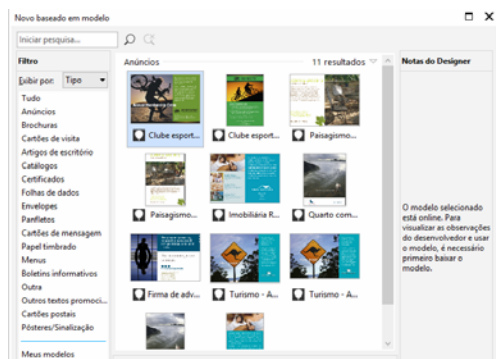 Novo baseado em modelo
Iniciar pesquisa...
Filtro
Exibir por: Tipo
Tudo
Anúncios
Brochuras
Cartões de visita
Artigos de escritório
Catálogos
Certificados
Folhas de dados
Envelopes
Panfletos
Cartões de mensagem
Papel timbrado
Menus
Boletins informativos
Outra
Outros textos promoci...
Cartões postais
Pósteres/Sinalização
Meus modelos
Anúncios 11 resultados
Clube esport... Clube esport... Paisagismo...
Paisagismo... Imobiliária R... Quarto com...
Firma de adv... Turismo - A... Turismo - A...
Notas do Designer
O modelo selecionado
está online. Para
visualizar as observações
do desenvolvedor e usar
o modelo, é necessário
primeiro baixar o
modelo.